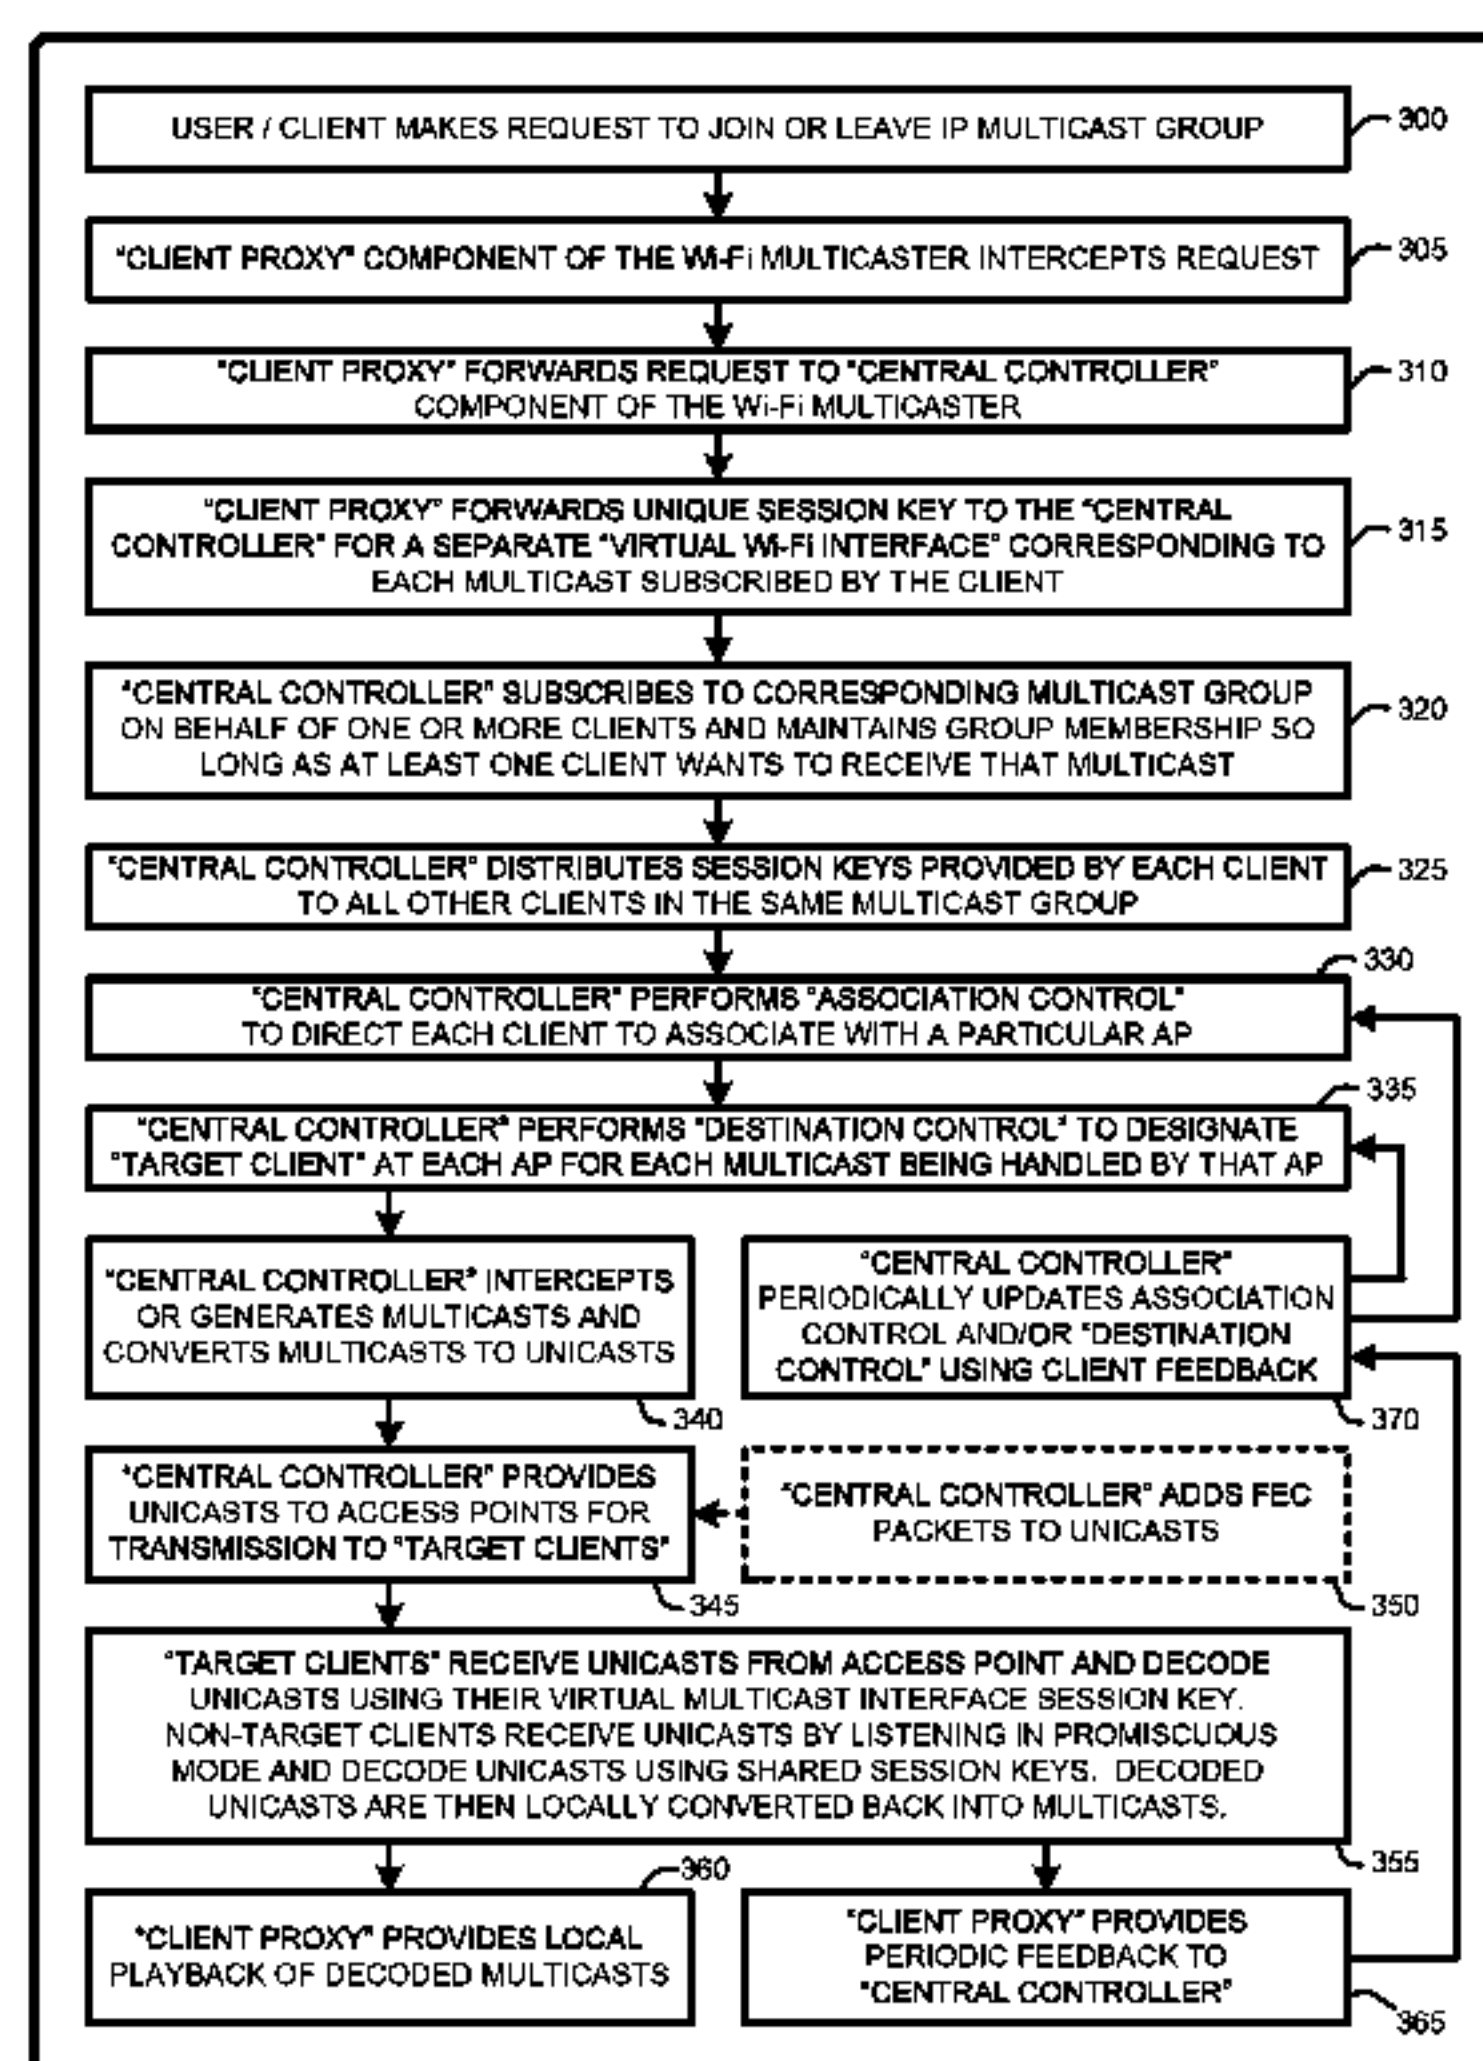 USER / CLIENT MAKES REQUEST TO JOIN OR LEAVE IP MULTICAST GROUP
300
"CLIENT PROXY" COMPONENT OF THE Wi-Fi MULTICASTER INTERCEPTS REQUEST
305
"CLIENT PROXY" FORWARDS REQUEST TO "CENTRAL CONTROLLER"
COMPONENT OF THE Wi-Fi MULTICASTER
310
"CLIENT PROXY" FORWARDS UNIQUE SESSION KEY TO THE "CENTRAL
CONTROLLER" FOR A SEPARATE "VIRTUAL Wi-Fi INTERFACE" CORRESPONDING TO
EACH MULTICAST SUBSCRIBED BY THE CLIENT
315
"CENTRAL CONTROLLER" SUBSCRIBES TO CORRESPONDING MULTICAST GROUP
ON BEHALF OF ONE OR MORE CLIENTS AND MAINTAINS GROUP MEMBERSHIP SO
LONG AS AT LEAST ONE CLIENT WANTS TO RECEIVE THAT MULTICAST
320
"CENTRAL CONTROLLER" DISTRIBUTES SESSION KEYS PROVIDED BY EACH CLIENT
TO ALL OTHER CLIENTS IN THE SAME MULTICAST GROUP
325
330
"CENTRAL CONTROLLER" PERFORMS "ASSOCIATION CONTROL"
TO DIRECT EACH CLIENT TO ASSOCIATE WITH A PARTICULAR AP
335
"CENTRAL CONTROLLER" PERFORMS "DESTINATION CONTROL" TO DESIGNATE
"TARGET CLIENT" AT EACH AP FOR EACH MULTICAST BEING HANDLED BY THAT AP
"CENTRAL CONTROLLER" INTERCEPTS
OR GENERATES MULTICASTS AND
CONVERTS MULTICASTS TO UNICASTS
340
"CENTRAL CONTROLLER"
PERIODICALLY UPDATES ASSOCIATION
CONTROL AND/OR "DESTINATION
CONTROL" USING CLIENT FEEDBACK
370
"CENTRAL CONTROLLER" PROVIDES
UNICASTS TO ACCESS POINTS FOR
TRANSMISSION TO "TARGET CLIENTS"
345
"CENTRAL CONTROLLER" ADDS FEC
PACKETS TO UNICASTS
350
"TARGET CLIENTS" RECEIVE UNICASTS FROM ACCESS POINT AND DECODE
UNICASTS USING THEIR VIRTUAL MULTICAST INTERFACE SESSION KEY.
NON-TARGET CLIENTS RECEIVE UNICASTS BY LISTENING IN PROMISCUOUS
MODE AND DECODE UNICASTS USING SHARED SESSION KEYS. DECODED
UNICASTS ARE THEN LOCALLY CONVERTED BACK INTO MULTICASTS.
355
360
"CLIENT PROXY" PROVIDES LOCAL
PLAYBACK OF DECODED MULTICASTS
"CLIENT PROXY" PROVIDES
PERIODIC FEEDBACK TO
"CENTRAL CONTROLLER"
365